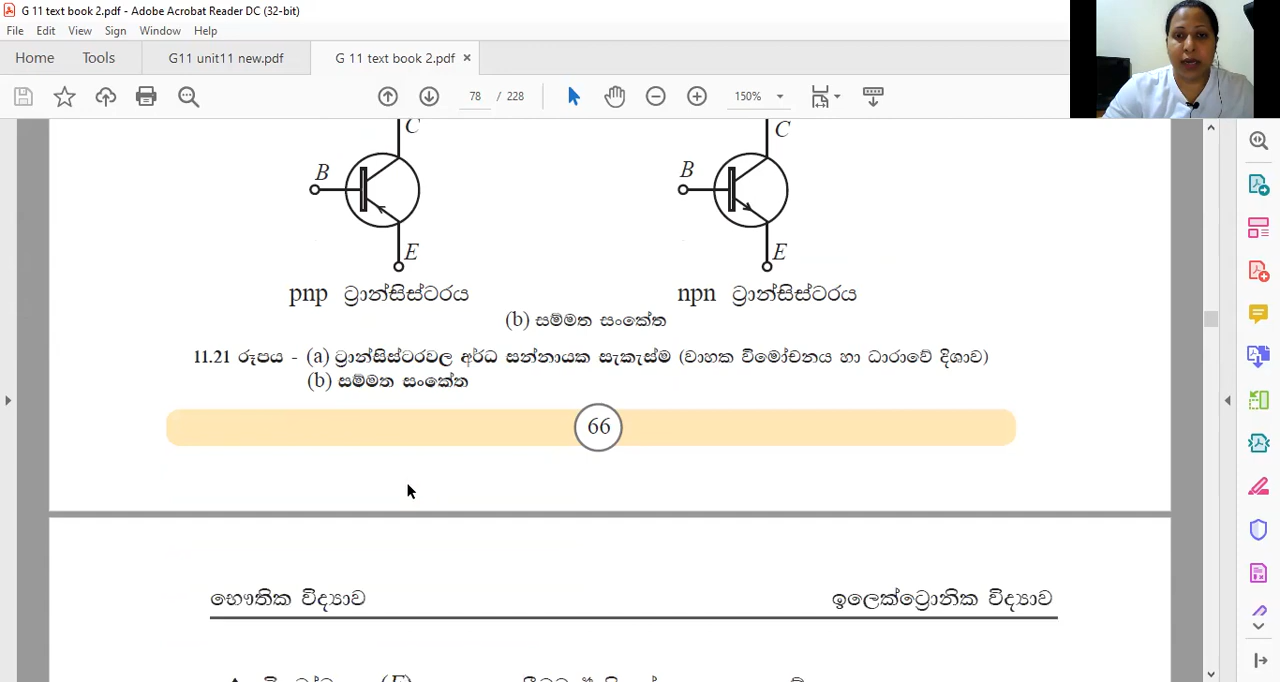 G 11 text book 2.pdf - Adobe Acrobat Reader DC (32-bit)
File Edit View Sign Window Help
Home Tools G11 unit11 new.pdf G 11 text book 2.pdf ×
78 / 228 150%
C C
B B
E E
pnp ට්‍රාන්සිස්ටරය npn ට්‍රාන්සිස්ටරය
(b) සම්මත සංකේත
11.21 රූපය - (a) ට්‍රාන්සිස්ටරවල අර්ධ සන්නායක සැකැස්ම (වාහක විමෝචනය හා ධාරාවේ දිශාව)
(b) සම්මත සංකේත
66
භෞතික විද්‍යාව ඉලෙක්ට්‍රොනික විද්‍යාව
(E)